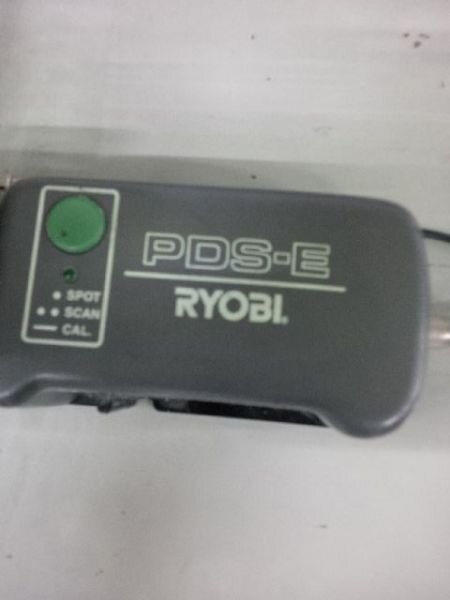 PDS-E
RYOBI.
• SPOT
• • SCAN
— CAL.